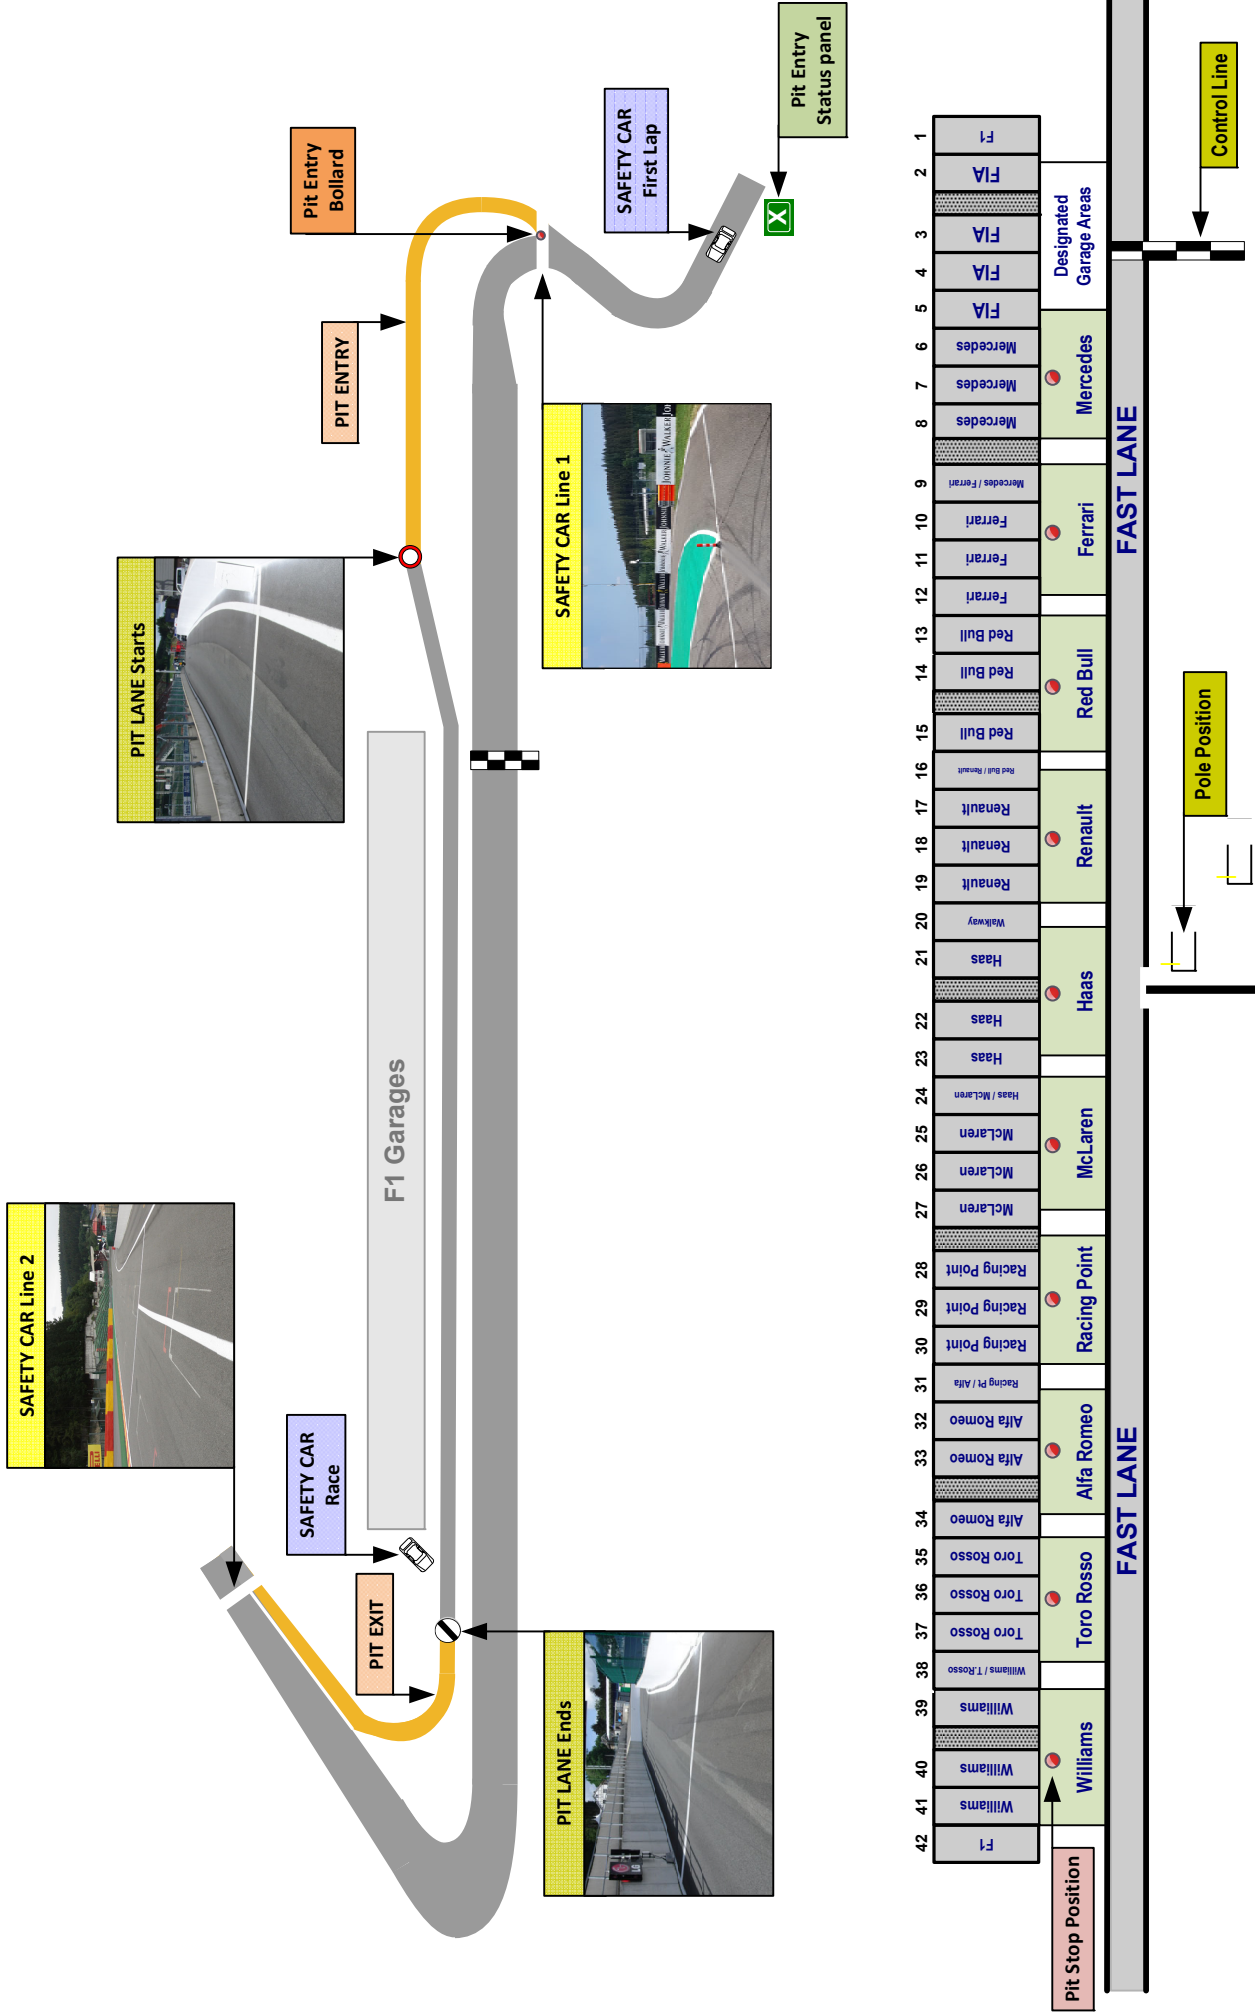 SAFETY CAR Line 2
PIT LANE Starts
Pit Entry
Bollard
PIT ENTRY
SAFETY CAR
Race
PIT EXIT
F1 Garages
PIT LANE Ends
SAFETY CAR Line 1
JOHNNIE WALKER
SAFETY CAR
First Lap
Pit Entry
Status panel
X
42
41
40
39
38
37
36
35
34
33
32
31
30
29
28
27
26
25
24
23
22
21
20
19
18
17
16
15
14
13
12
11
10
9
8
7
6
5
4
3
2
1
F1
Williams
Williams
Williams
Williams / T.Rosso
Toro Rosso
Toro Rosso
Toro Rosso
Alfa Romeo
Alfa Romeo
Alfa Romeo
Racing Pt / Alfa
Racing Point
Racing Point
Racing Point
McLaren
McLaren
McLaren
Haas / McLaren
Haas
Haas
Haas
Walkway
Renault
Renault
Renault
Red Bull / Renault
Red Bull
Red Bull
Red Bull
Ferrari
Ferrari
Ferrari
Mercedes / Ferrari
Mercedes
Mercedes
Mercedes
FIA
FIA
FIA
FIA
F1
Pit Stop Position
Williams
Toro Rosso
Alfa Romeo
Racing Point
McLaren
Haas
Renault
Red Bull
Ferrari
Mercedes
Designated
Garage Areas
FAST LANE
FAST LANE
Pole Position
Control Line